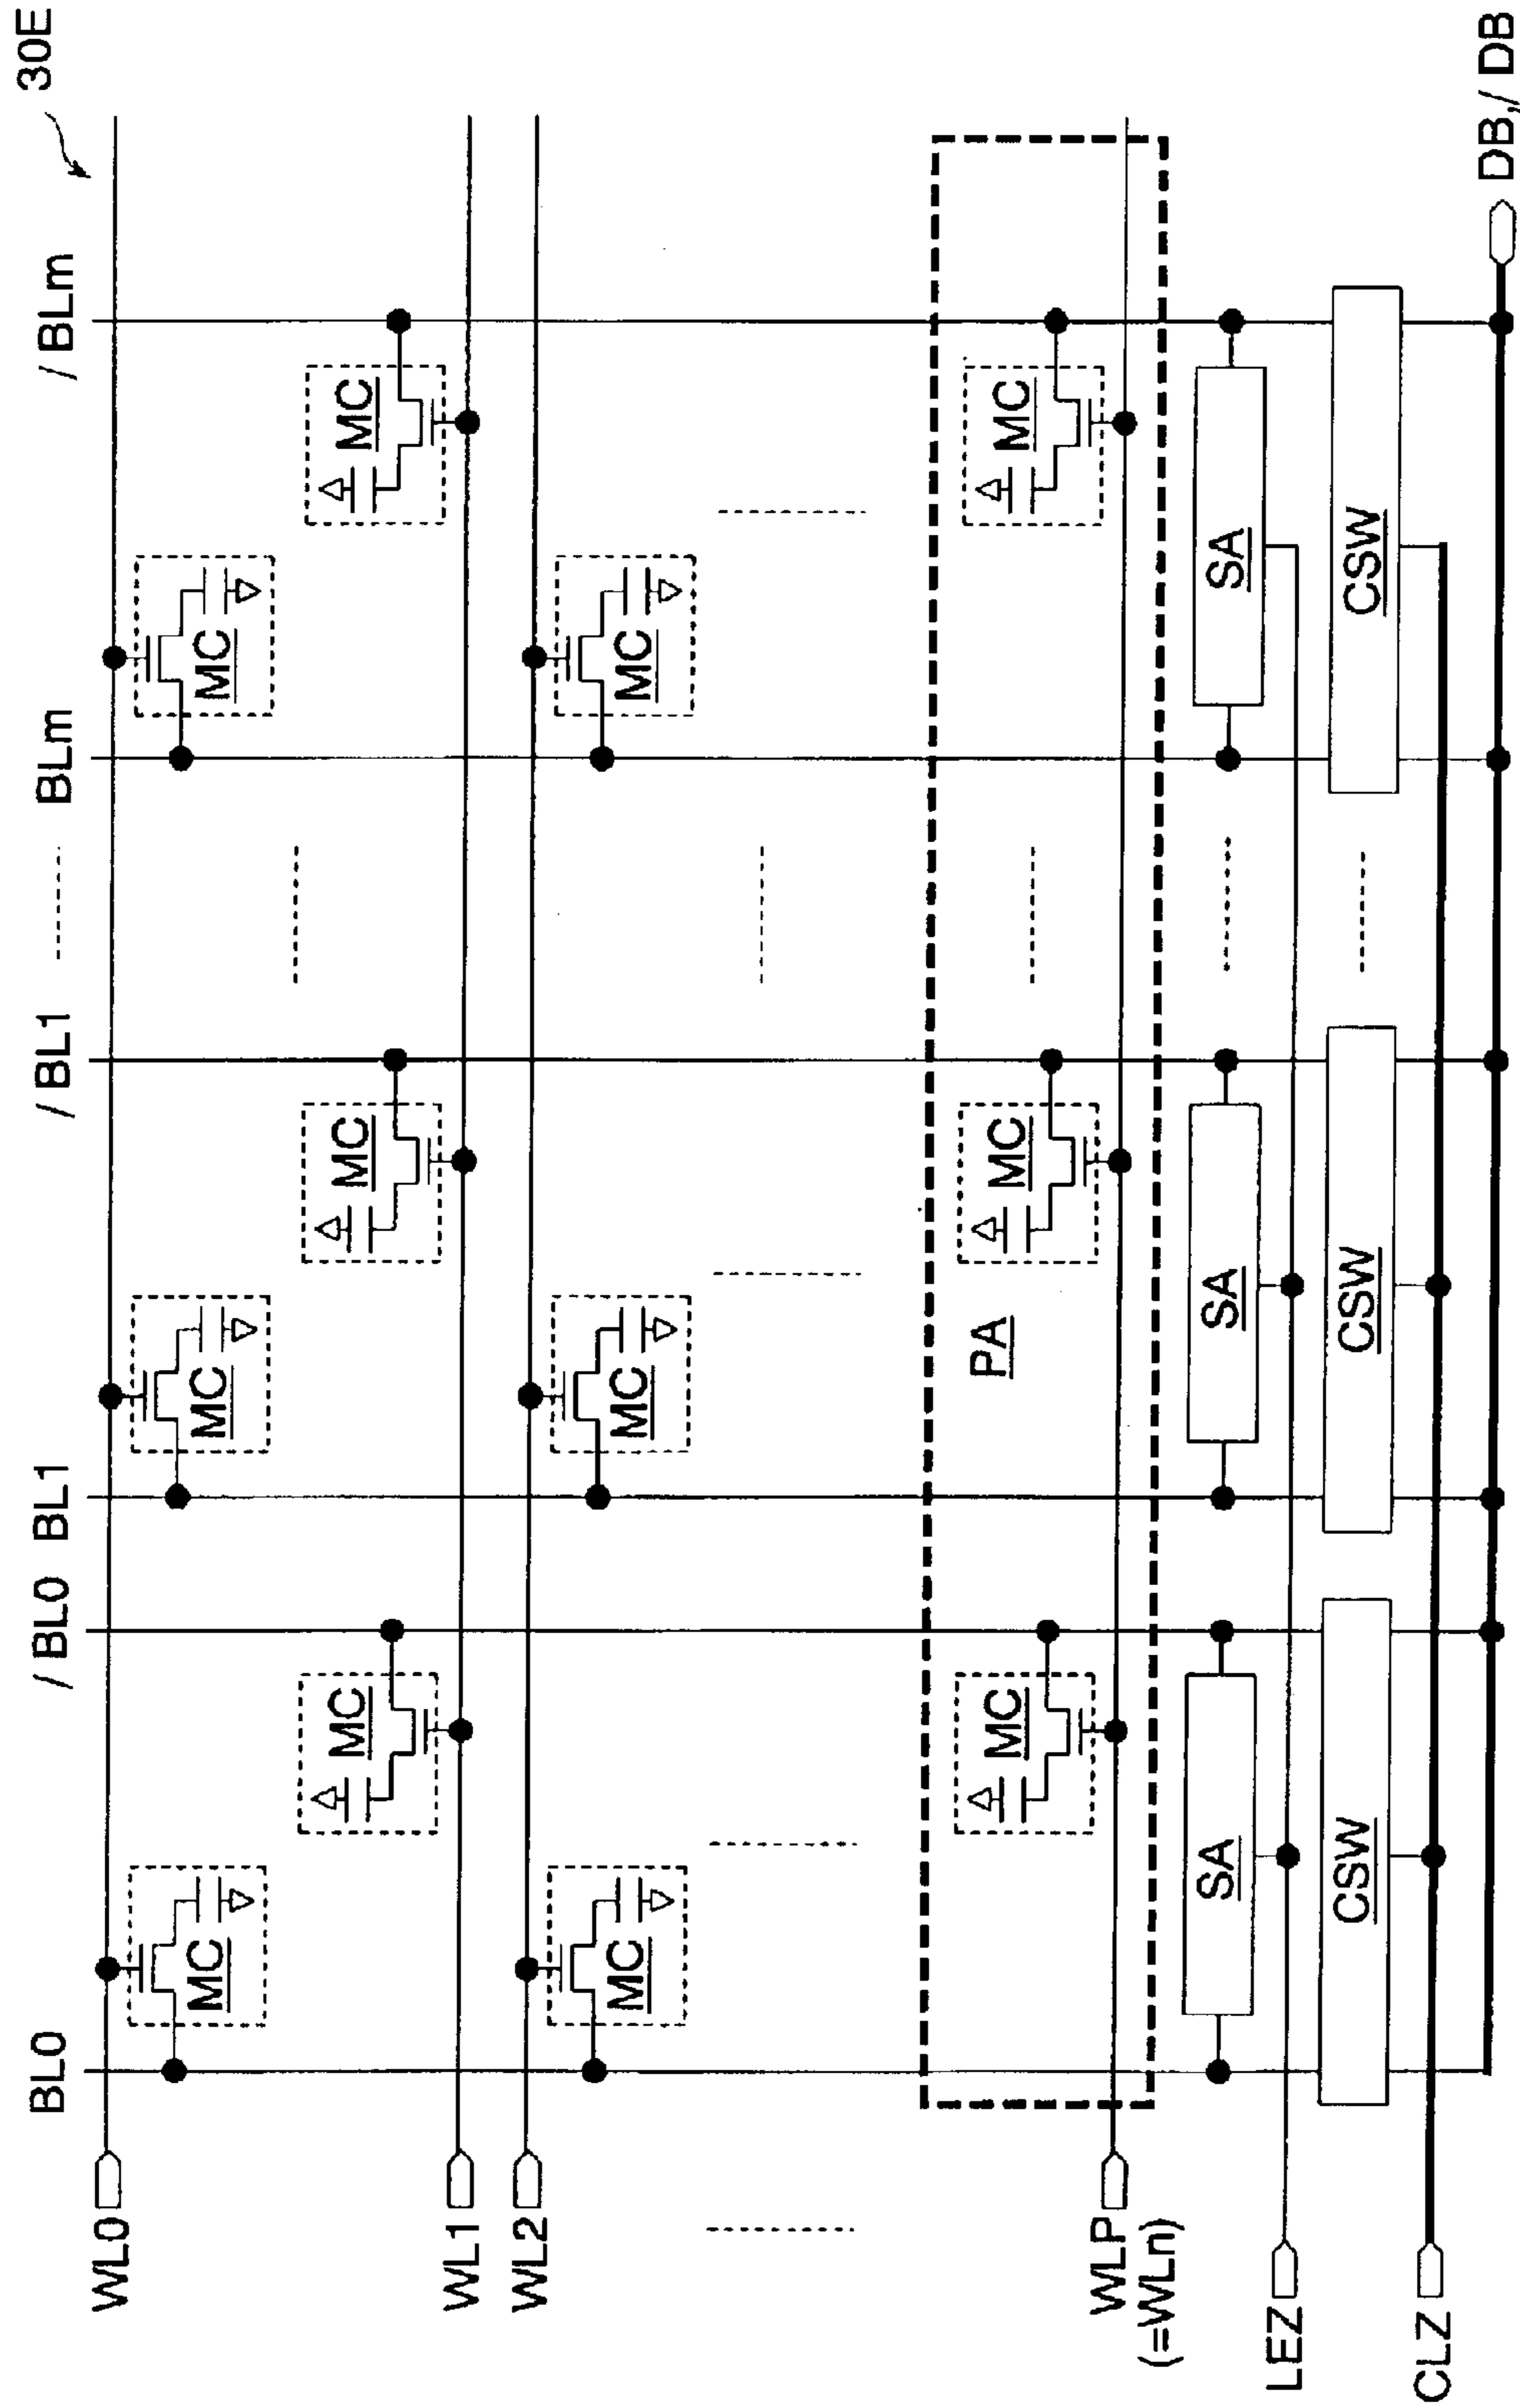 30E
BL0 / BL0 BL1 / BL1 BLm / BLm
WL0
MC MC MC
MC MC MC
WL1
WL2
MC MC MC
MC MC MC
PA
WLP
(=WLn)
SA SA SA
LEZ
CSW CSW CSW
CLZ
DB,/ DB